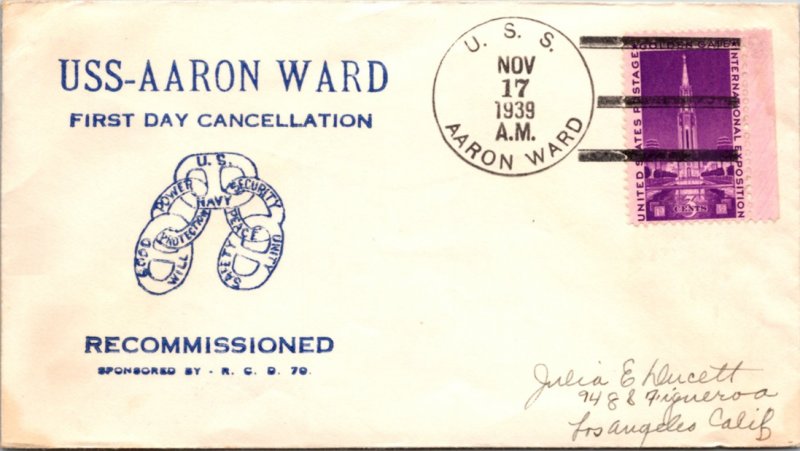 USS-AARON WARD
FIRST DAY CANCELLATION
U.S.
POWER
SECURITY
NAVY
PROTECTION
PEACE
GOOD
WILL
SAFETY
UNITY
RECOMMISSIONED
SPONSORED BY - R. C. D. 70.
U. S. S.
NOV
17
1939
A.M.
AARON WARD
GOLDEN GATE
INTERNATIONAL EXPOSITION
UNITED STATES POSTAGE
3
CENTS
Julia E Ducett
948 S Figueroa
Los Angeles Calif